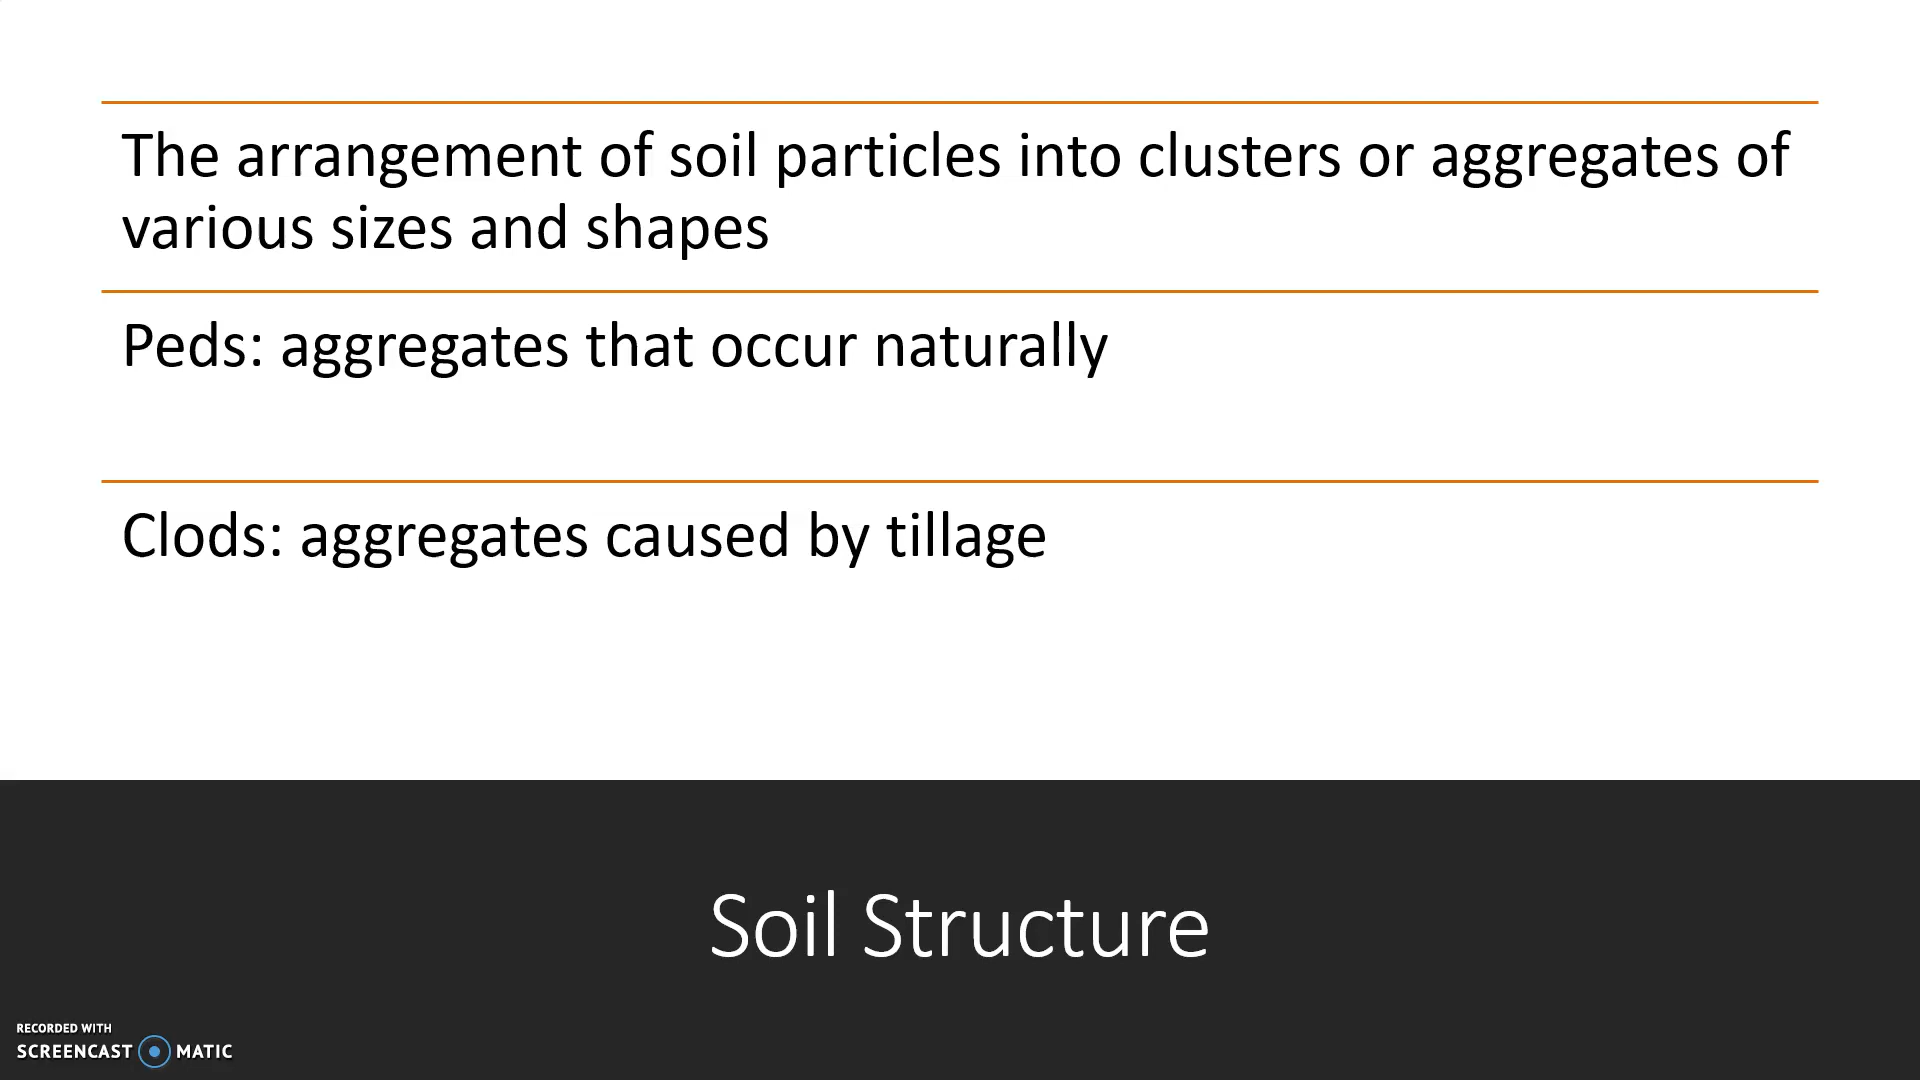 The arrangement of soil particles into clusters or aggregates of
various sizes and shapes
Peds: aggregates that occur naturally
Clods: aggregates caused by tillage
Soil Structure
RECORDED WITH
SCREENCAST MATIC